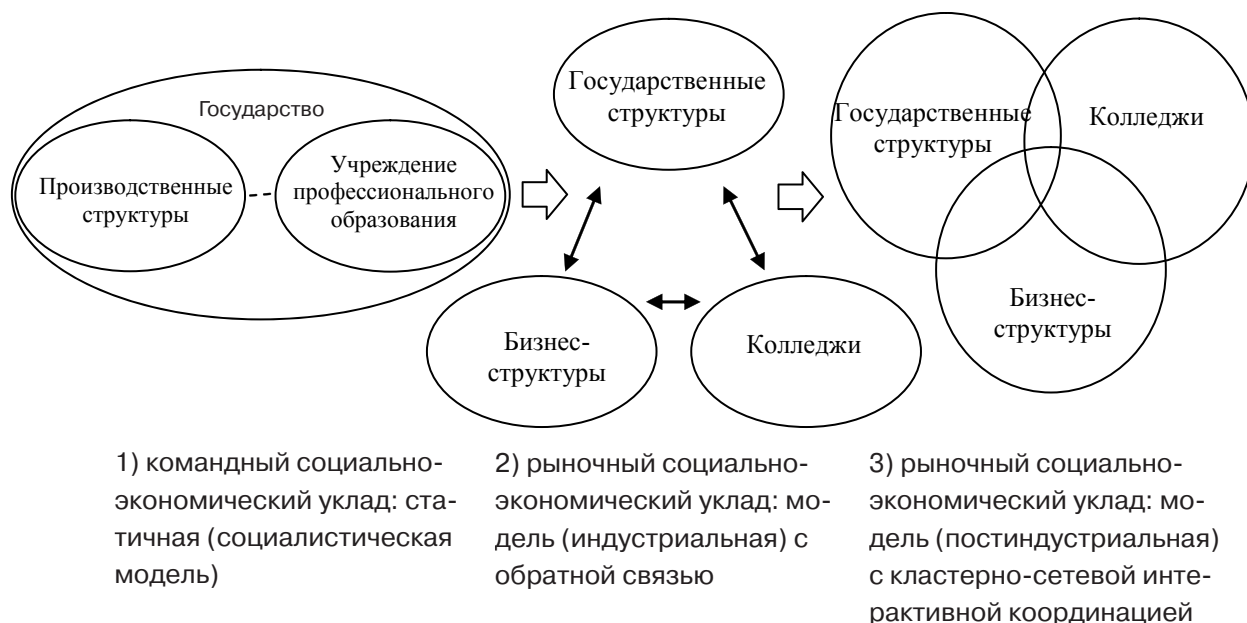 Государство
Производственные
структуры
Учреждение
профессионального
образования
Государственные
структуры
Бизнес-
структуры
Колледжи
Государственные
структуры
Колледжи
Бизнес-
структуры
1) командный социально-
экономический уклад: ста-
тичная (социалистическая
модель)
2) рыночный социально-
экономический уклад: мо-
дель (индустриальная) с
обратной связью
3) рыночный социально-
экономический уклад: мо-
дель (постиндустриальная)
с кластерно-сетевой инте-
рактивной координацией